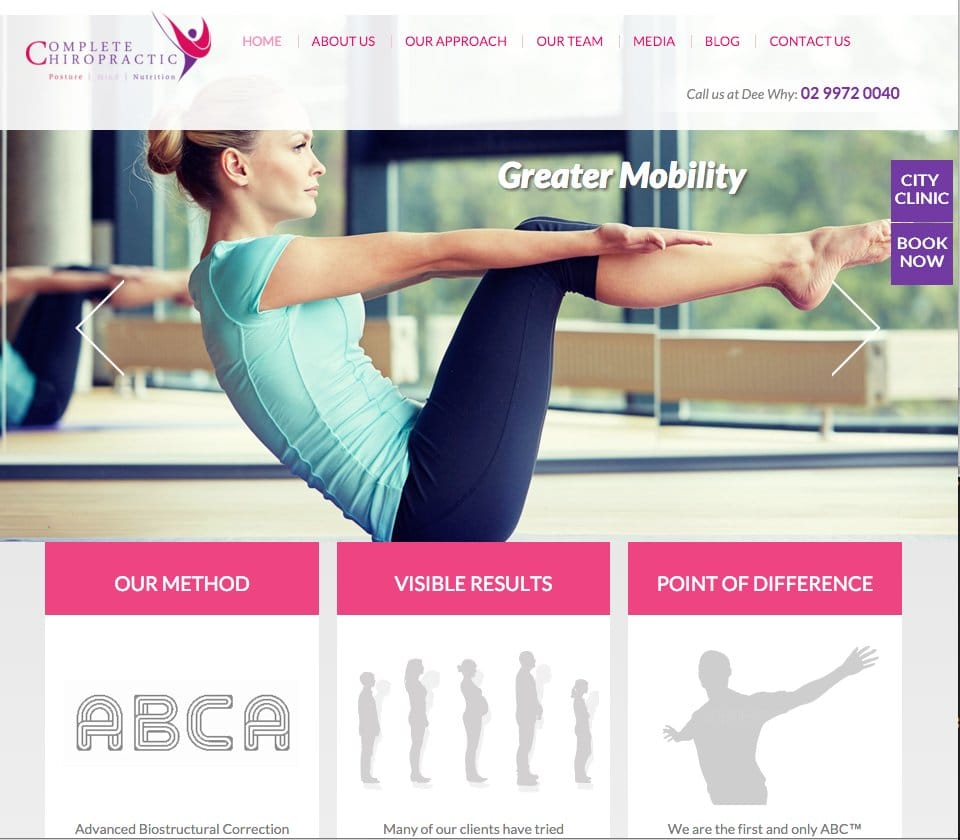 COMPLETE
CHIROPRACTIC
Posture | Mind | Nutrition
HOME
ABOUT US
OUR APPROACH
OUR TEAM
MEDIA
BLOG
CONTACT US
Call us at Dee Why: 02 9972 0040
Greater Mobility
CITY
CLINIC
BOOK
NOW
OUR METHOD
VISIBLE RESULTS
POINT OF DIFFERENCE
ABCA
Advanced Biostructural Correction
Many of our clients have tried
We are the first and only ABC™